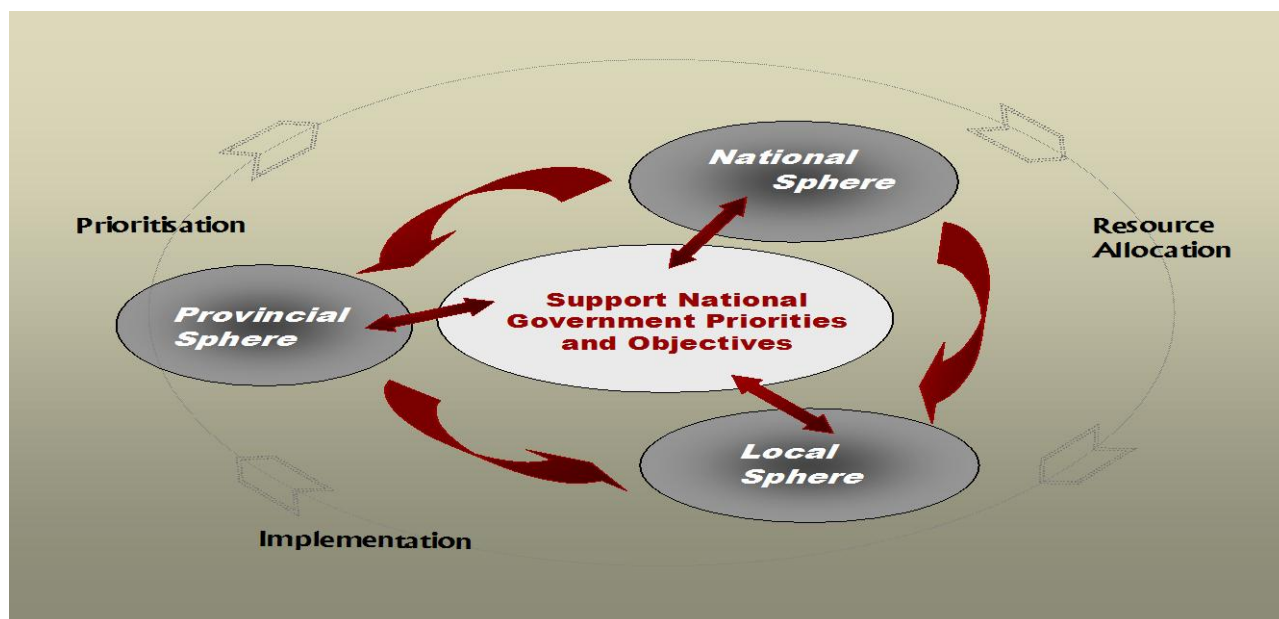 National
Sphere
Prioritisation
Resource
Allocation
Support National
Government Priorities
and Objectives
Provincial
Sphere
Local
Sphere
Implementation